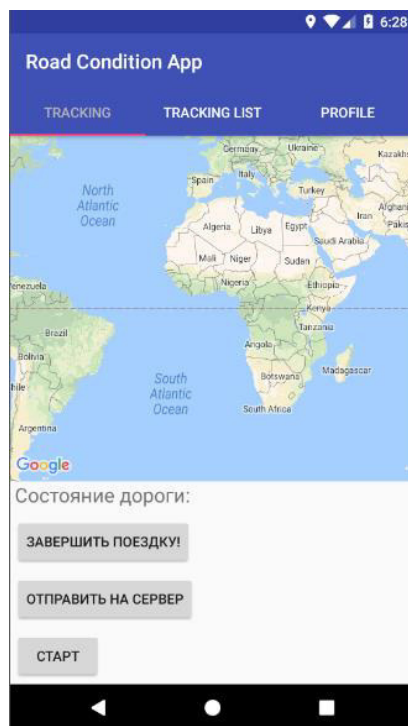 6:28
Road Condition App
TRACKING TRACKING LIST PROFILE
Germany
Ukraine
Kazakhs
Spain
Italy
Turkey
North
Atlantic
Ocean
Afghani
Iran
Pakis
Algeria
Libya
Egypt
Saudi Arabia
Mali
Niger
Sudan
Nigeria
Ethiopia
enezuela
Kenya
Brazil
Tanzania
Angola
Bolivia
South
Atlantic
Ocean
Botswana
Madagascar
hile
South Africa
Argentina
Google
Состояние дороги:
ЗАВЕРШИТЬ ПОЕЗДКУ!
ОТПРАВИТЬ НА СЕРВЕР
СТАРТ